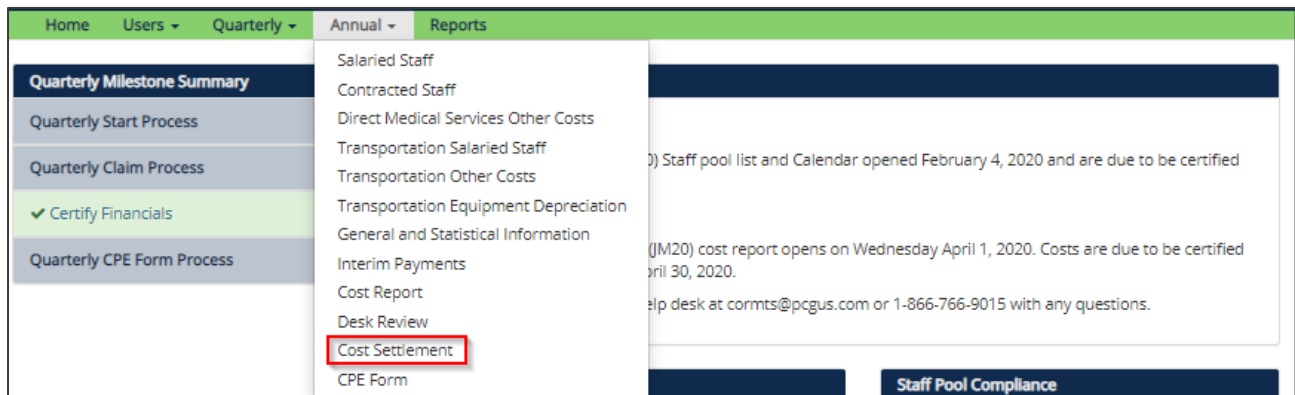 Home Users Quarterly Annual Reports
Quarterly Milestone Summary
Quarterly Start Process
Quarterly Claim Process
✔ Certify Financials
Quarterly CPE Form Process
Salaried Staff
Contracted Staff
Direct Medical Services Other Costs
Transportation Salaried Staff
Transportation Other Costs
Transportation Equipment Depreciation
General and Statistical Information
Interim Payments
Cost Report
Desk Review
Cost Settlement
CPE Form
0) Staff pool list and Calendar opened February 4, 2020 and are due to be certified
(JM20) cost report opens on Wednesday April 1, 2020. Costs are due to be certified
pril 30, 2020.
elp desk at cormts@pcgus.com or 1-866-766-9015 with any questions.
Staff Pool Compliance